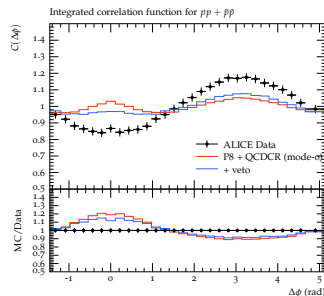 Integrated correlation function for pp + p̄p̄
C(Δϕ)
1.4
1.3
1.2
1.1
1
0.9
0.8
0.7
0.6
0.5
ALICE Data
P8 + QCDCR (mode-o)
+ veto
MC/Data
1.4
1.3
1.2
1.1
1.0
0.9
0.8
0.7
0.6
0.5
-1 0 1 2 3 4 5
Δϕ (rad)